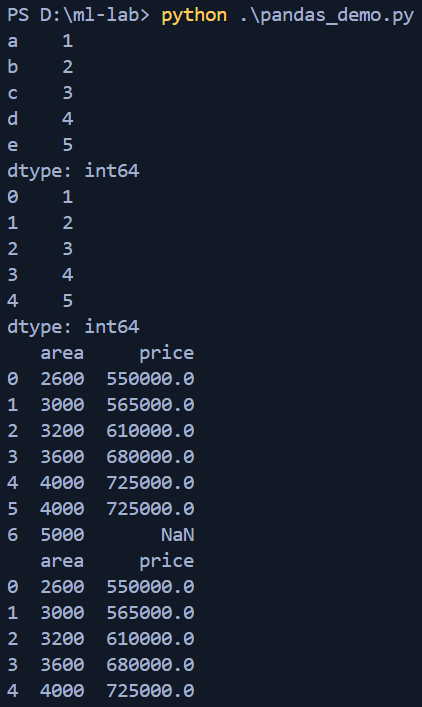 PS D:\ml-lab> python .\pandas_demo.py
a    1
b    2
c    3
d    4
e    5
dtype: int64
0    1
1    2
2    3
3    4
4    5
dtype: int64
   area     price
0  2600  550000.0
1  3000  565000.0
2  3200  610000.0
3  3600  680000.0
4  4000  725000.0
5  4000  725000.0
6  5000       NaN
   area     price
0  2600  550000.0
1  3000  565000.0
2  3200  610000.0
3  3600  680000.0
4  4000  725000.0